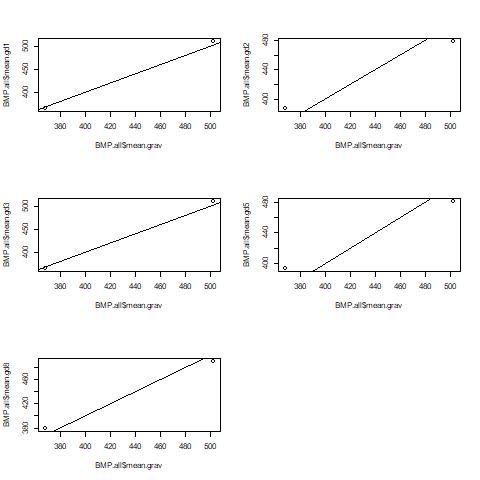 BMP.all$mean.gd1
500
450
400
380 400 420 440 460 480 500
BMP.all$mean.grav
BMP.all$mean.gd2
480
440
400
380 400 420 440 460 480 500
BMP.all$mean.grav
BMP.all$mean.gd3
500
450
400
380 400 420 440 460 480 500
BMP.all$mean.grav
BMP.all$mean.gd5
480
440
400
380 400 420 440 460 480 500
BMP.all$mean.grav
BMP.all$mean.gd8
460
420
380
380 400 420 440 460 480 500
BMP.all$mean.grav